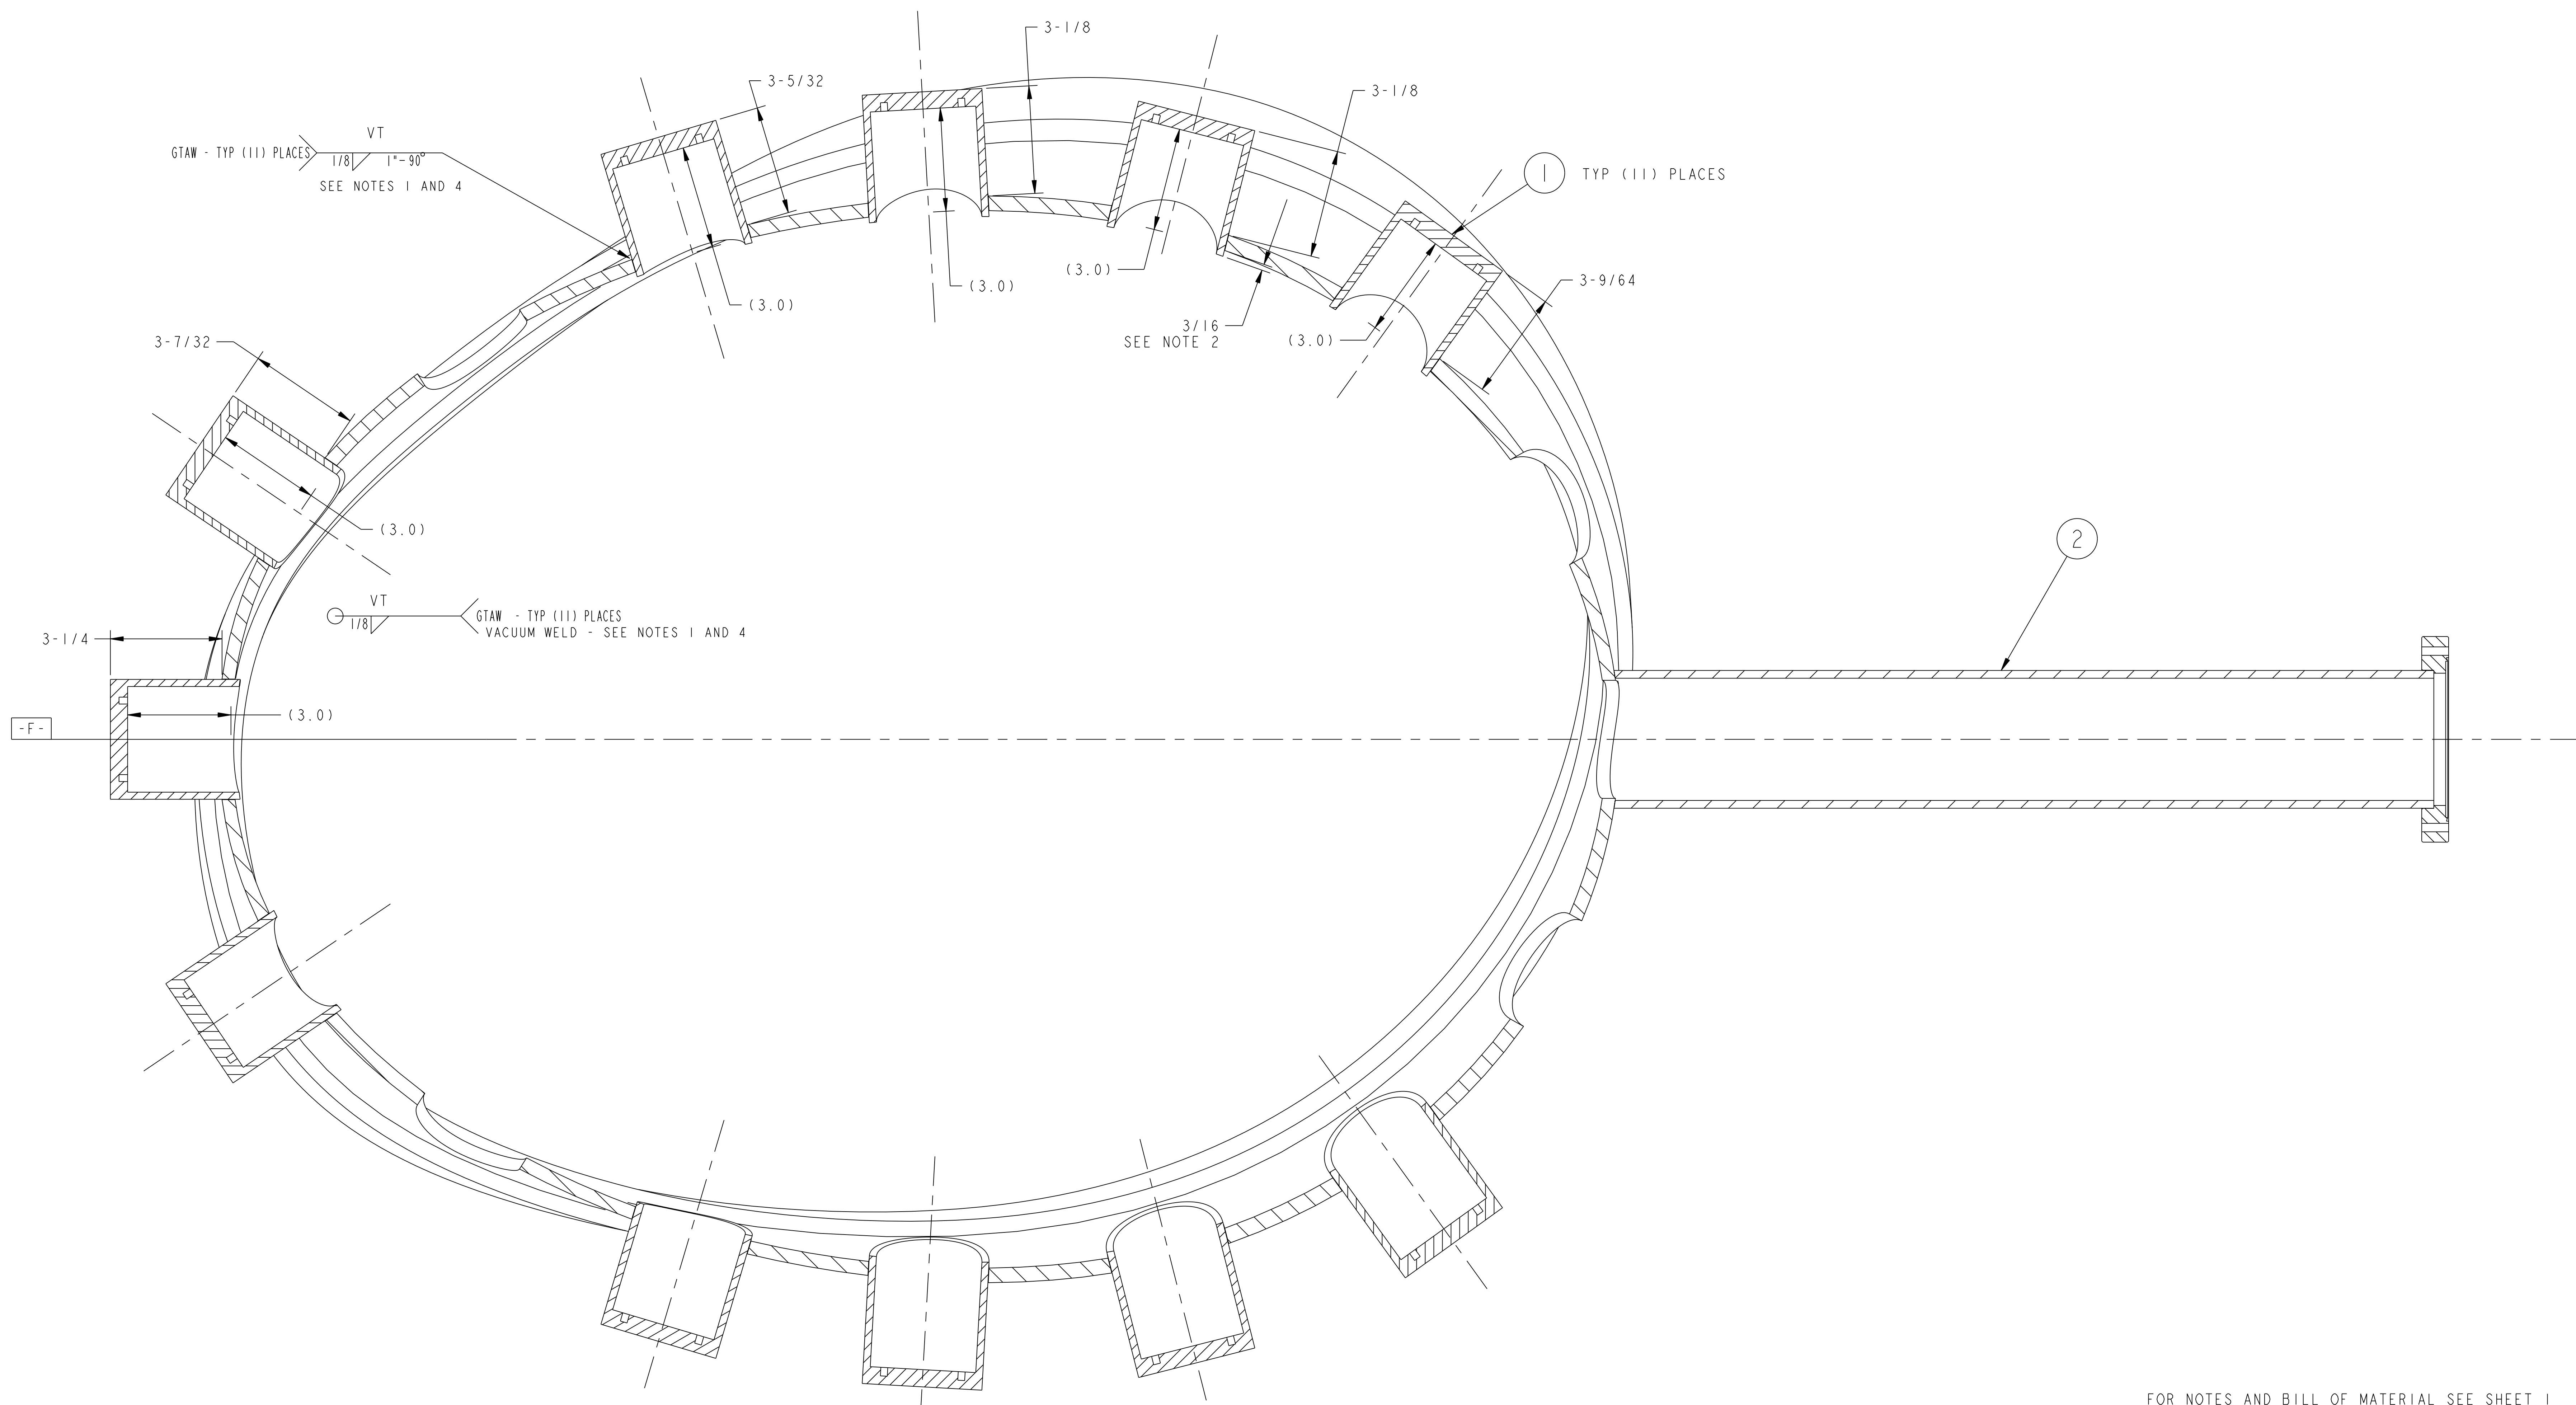 3-1/8
3-5/32
3-1/8
VT
GTAW - TYP (11) PLACES
1/8 1"-90°
SEE NOTES 1 AND 4
1 TYP (11) PLACES
(3.0)
(3.0)
(3.0)
3-9/64
3/16
SEE NOTE 2
(3.0)
3-7/32
(3.0)
2
VT
1/8
GTAW - TYP (11) PLACES
VACUUM WELD - SEE NOTES 1 AND 4
3-1/4
(3.0)
-F-
FOR NOTES AND BILL OF MATERIAL SEE SHEET 1